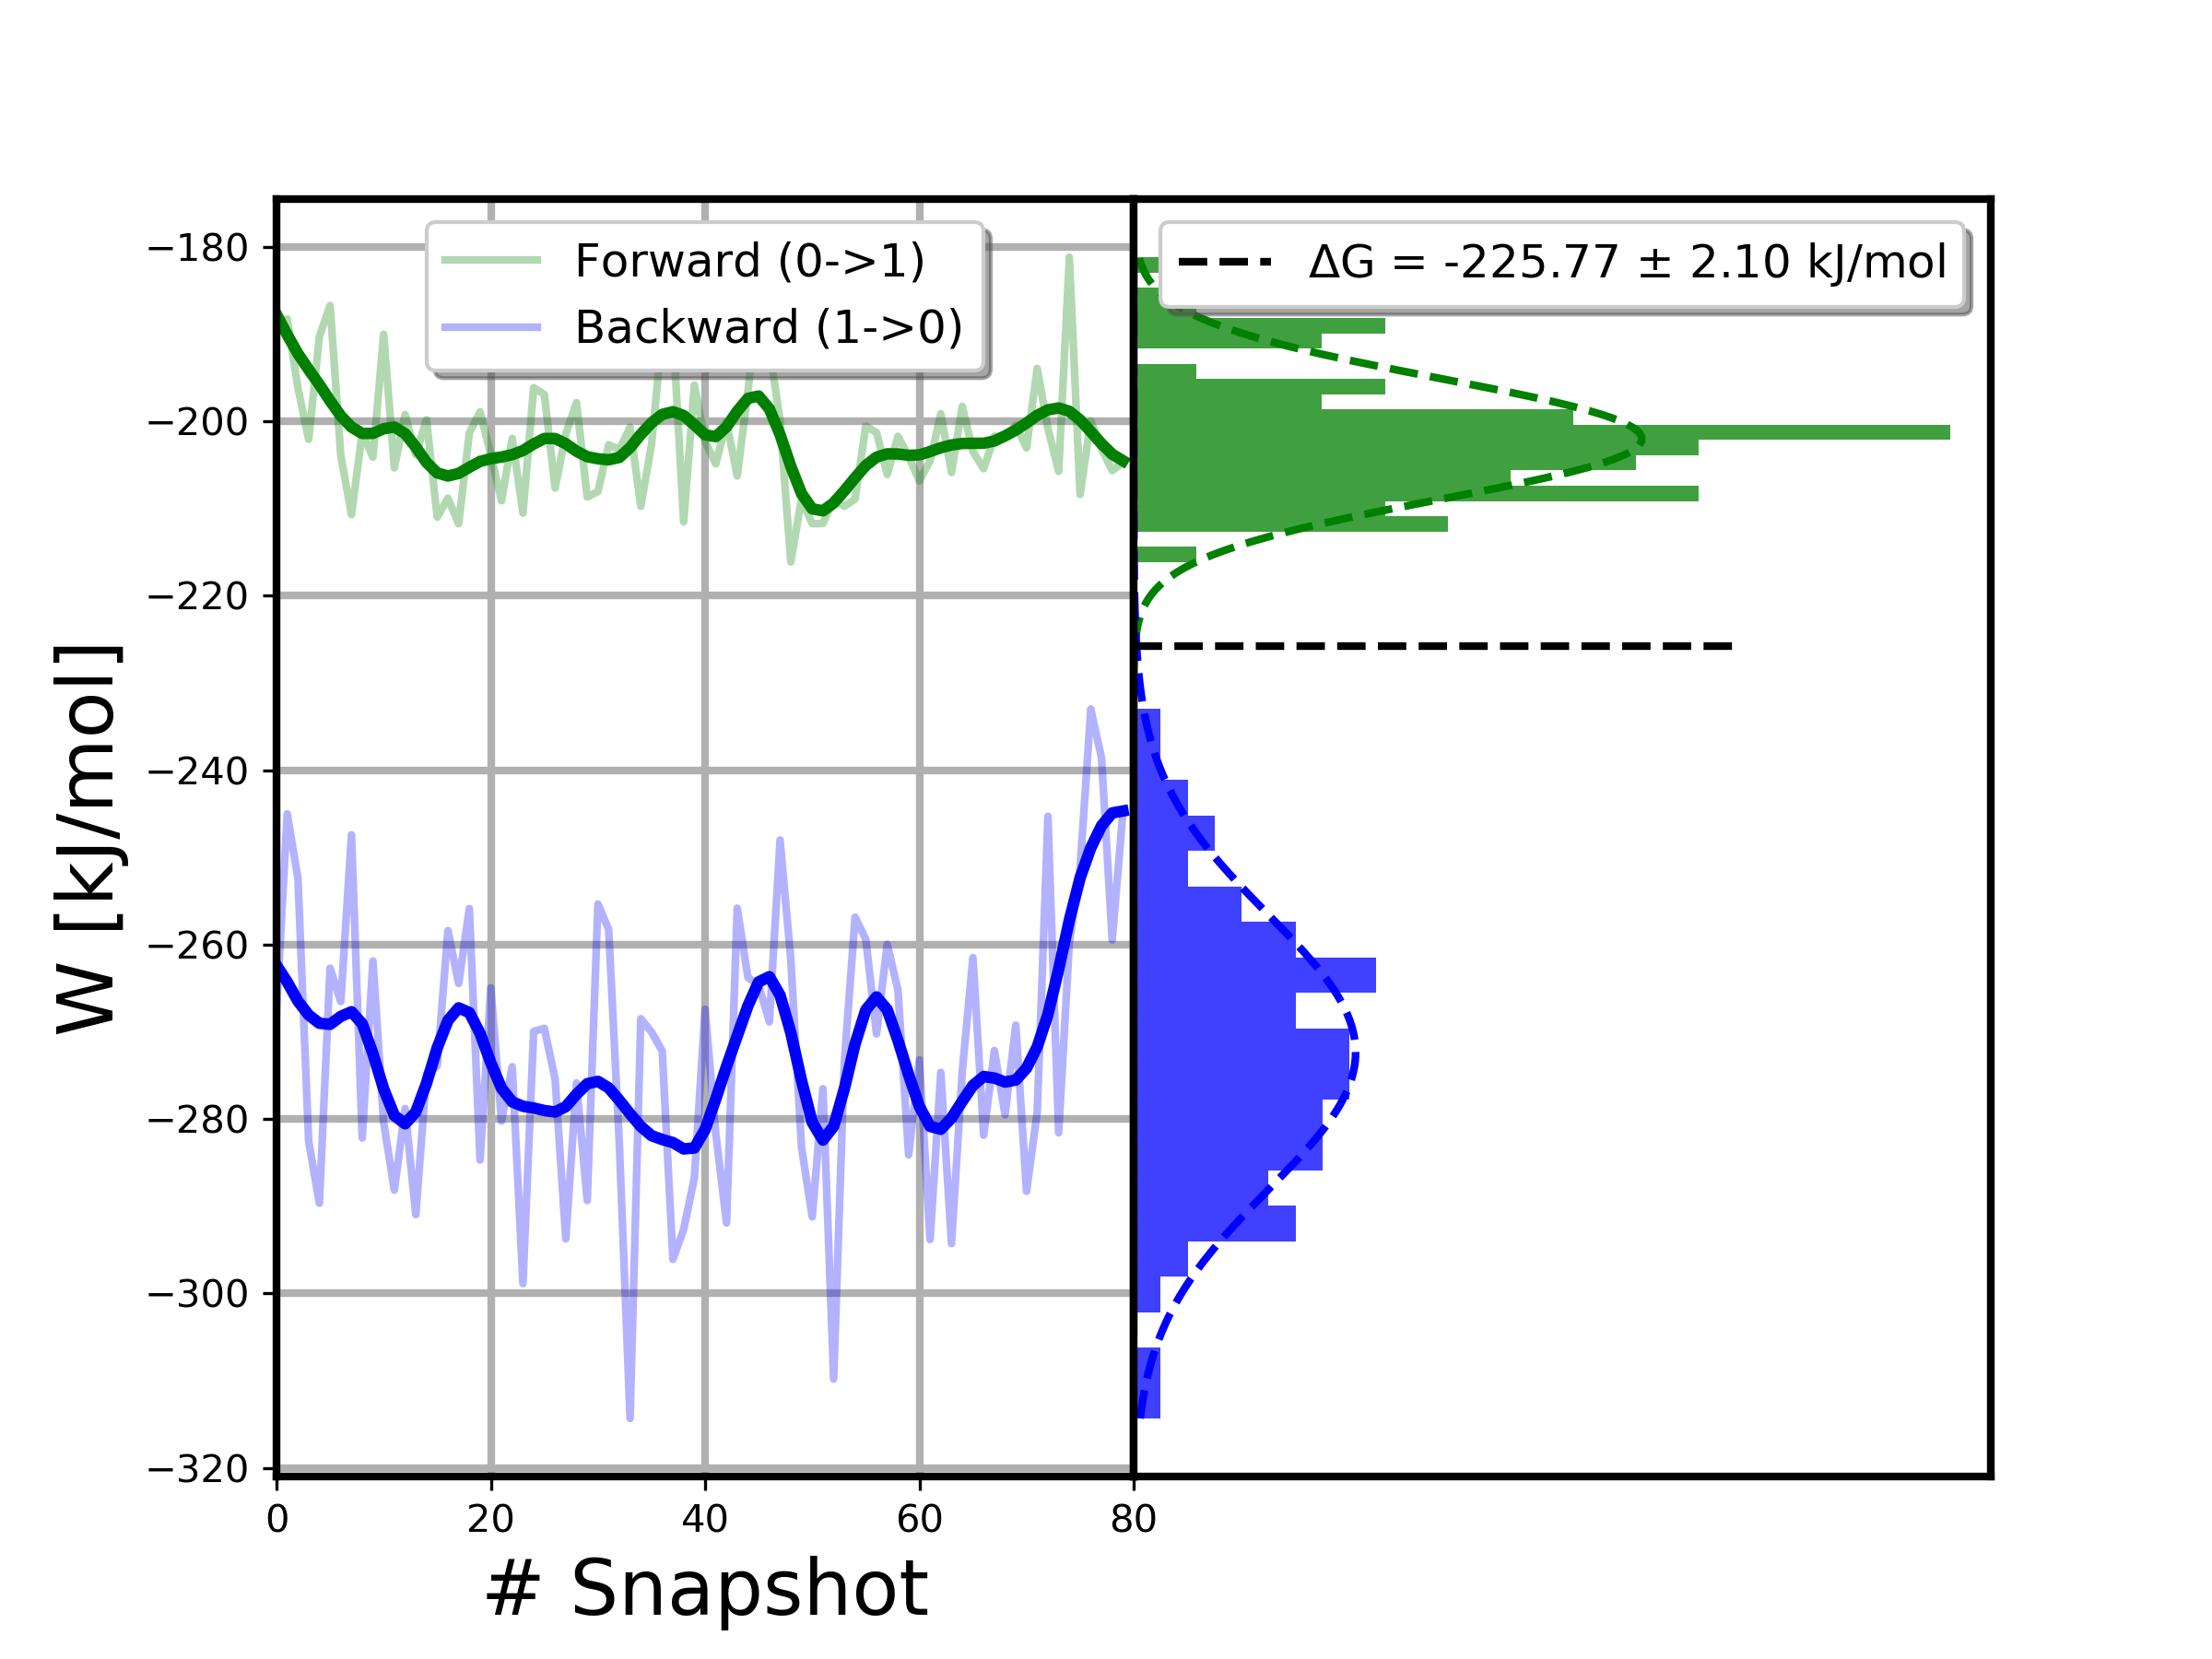 Forward (0->1)
Backward (1->0)
ΔG = -225.77 ± 2.10 kJ/mol
W [kJ/mol]
−180
−200
−220
−240
−260
−280
−300
−320
0 20 40 60 80
# Snapshot